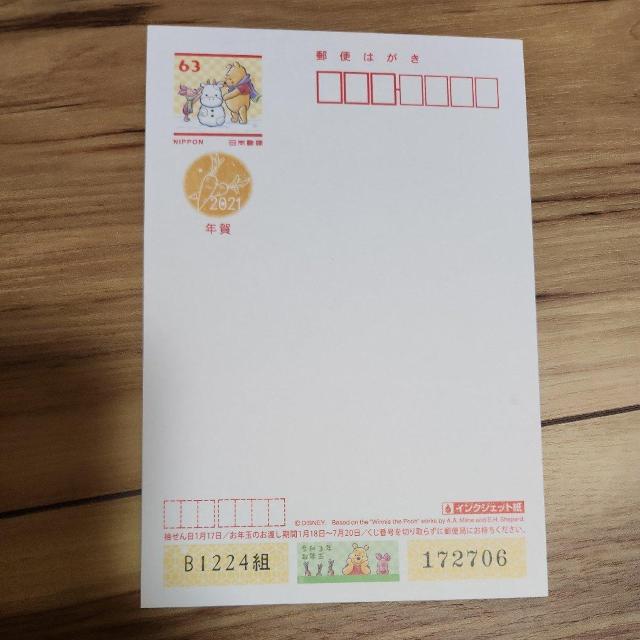 63
NIPPON 日本郵便
郵便はがき
2021
年賀
インクジェット紙
© DISNEY. Based on the "Winnie the Pooh" works by A.A. Milne and E.H. Shepard.
抽せん日1月17日/お年玉のお渡し期間1月18日～7月20日/くじ番号を切り取らずに郵便局にお持ちください。
B1224組
令和3年
お年玉
172706